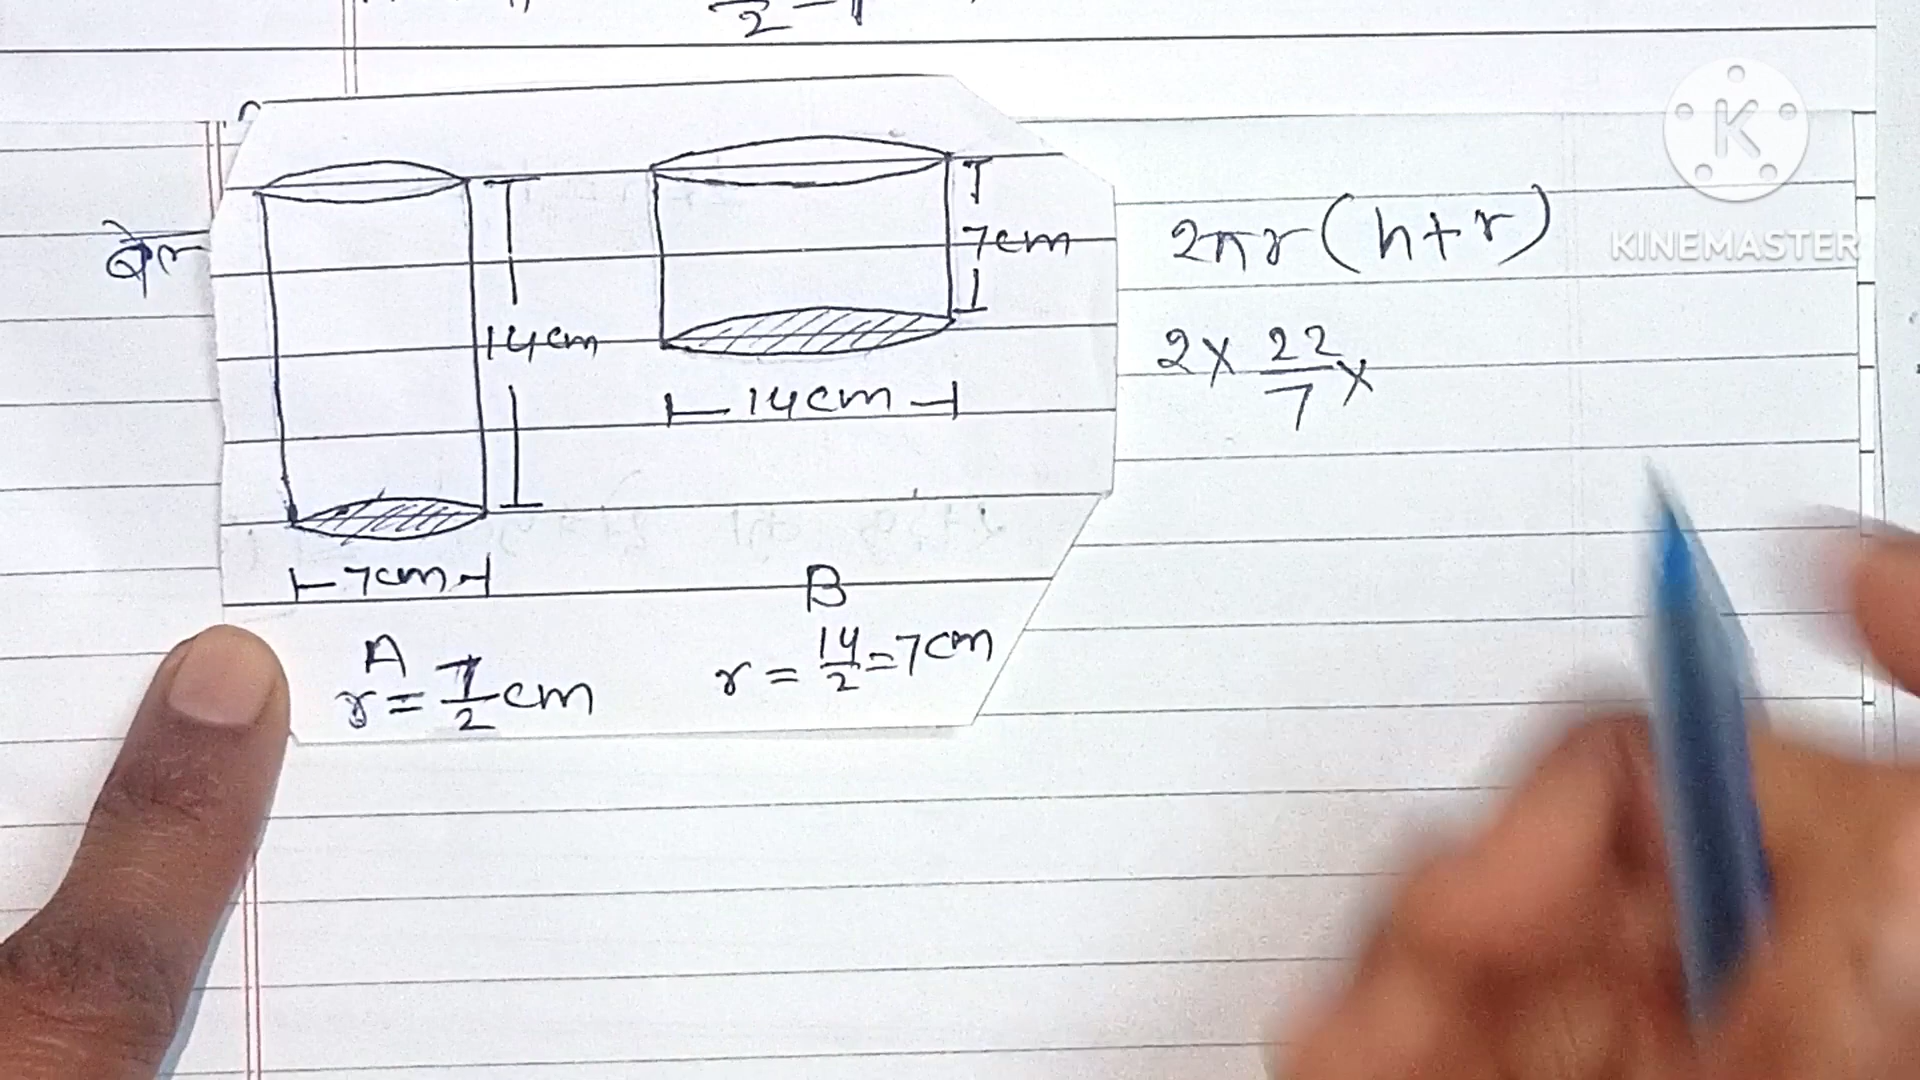 14cm
7cm
A
r = 7/2 cm
7cm
14cm
B
r = 14/2 = 7cm
2πr (h+r)
2 × 22/7 ×
KINEMASTER